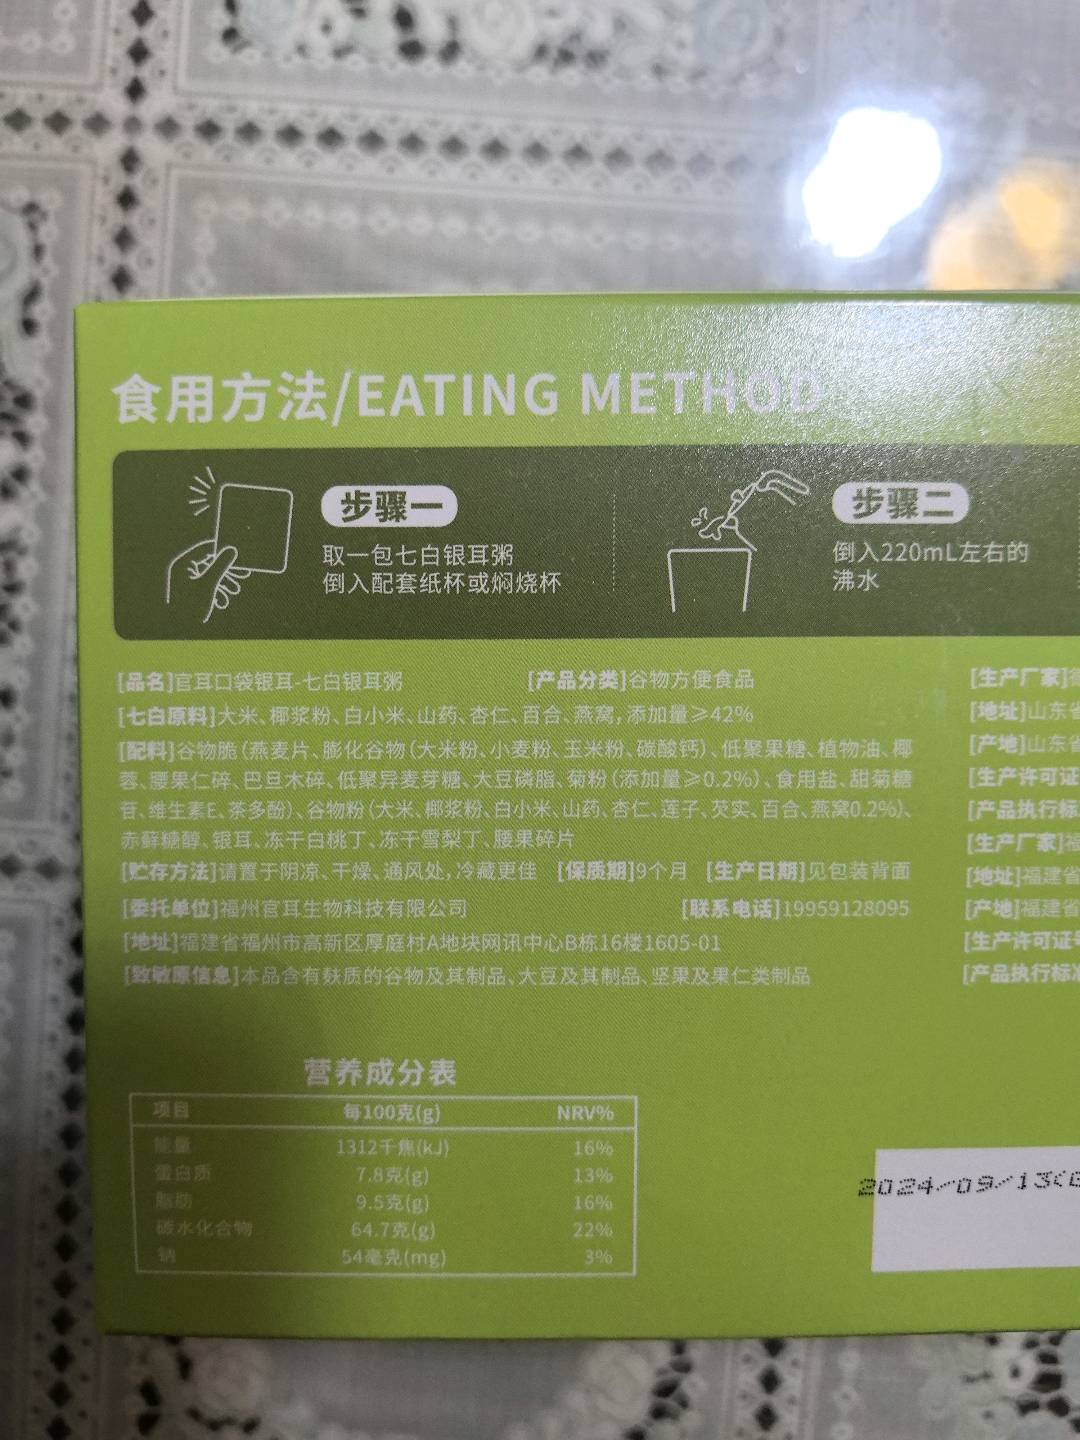 食用方法/EATING METHOD
步骤一
取一包七白银耳粥
倒入配套纸杯或焖烧杯
步骤二
倒入220mL左右的
沸水
[品名]官耳口袋银耳-七白银耳粥 [产品分类]谷物方便食品
[七白原料]大米、椰浆粉、白小米、山药、杏仁、百合、燕窝,添加量≥42%
[配料]谷物脆(燕麦片、膨化谷物(大米粉、小麦粉、玉米粉、碳酸钙)、低聚果糖、植物油、椰
蓉、腰果仁碎、巴旦木碎、低聚异麦芽糖、大豆磷脂、菊粉(添加量≥0.2%)、食用盐、甜菊糖
苷、维生素E、茶多酚)、谷物粉(大米、椰浆粉、白小米、山药、杏仁、莲子、芡实、百合、燕窝0.2%)、
赤藓糖醇、银耳、冻干白桃丁、冻干雪梨丁、腰果碎片
[贮存方法]请置于阴凉、干燥、通风处,冷藏更佳 [保质期]9个月 [生产日期]见包装背面
[委托单位]福州官耳生物科技有限公司 [联系电话]19959128095
[地址]福建省福州市高新区厚庭村A地块网讯中心B栋16楼1605-01
[致敏原信息]本品含有麸质的谷物及其制品、大豆及其制品、坚果及果仁类制品
[生产厂家]
[地址]山东省
[产地]山东省
[生产许可证
[产品执行标
[生产厂家]福
[地址]福建省
[产地]福建省
[生产许可证号
[产品执行标准
营养成分表
项目 每100克(g) NRV%
能量 1312千焦(kJ) 16%
蛋白质 7.8克(g) 13%
脂肪 9.5克(g) 16%
碳水化合物 64.7克(g) 22%
钠 54毫克(mg) 3%
2024/09/13